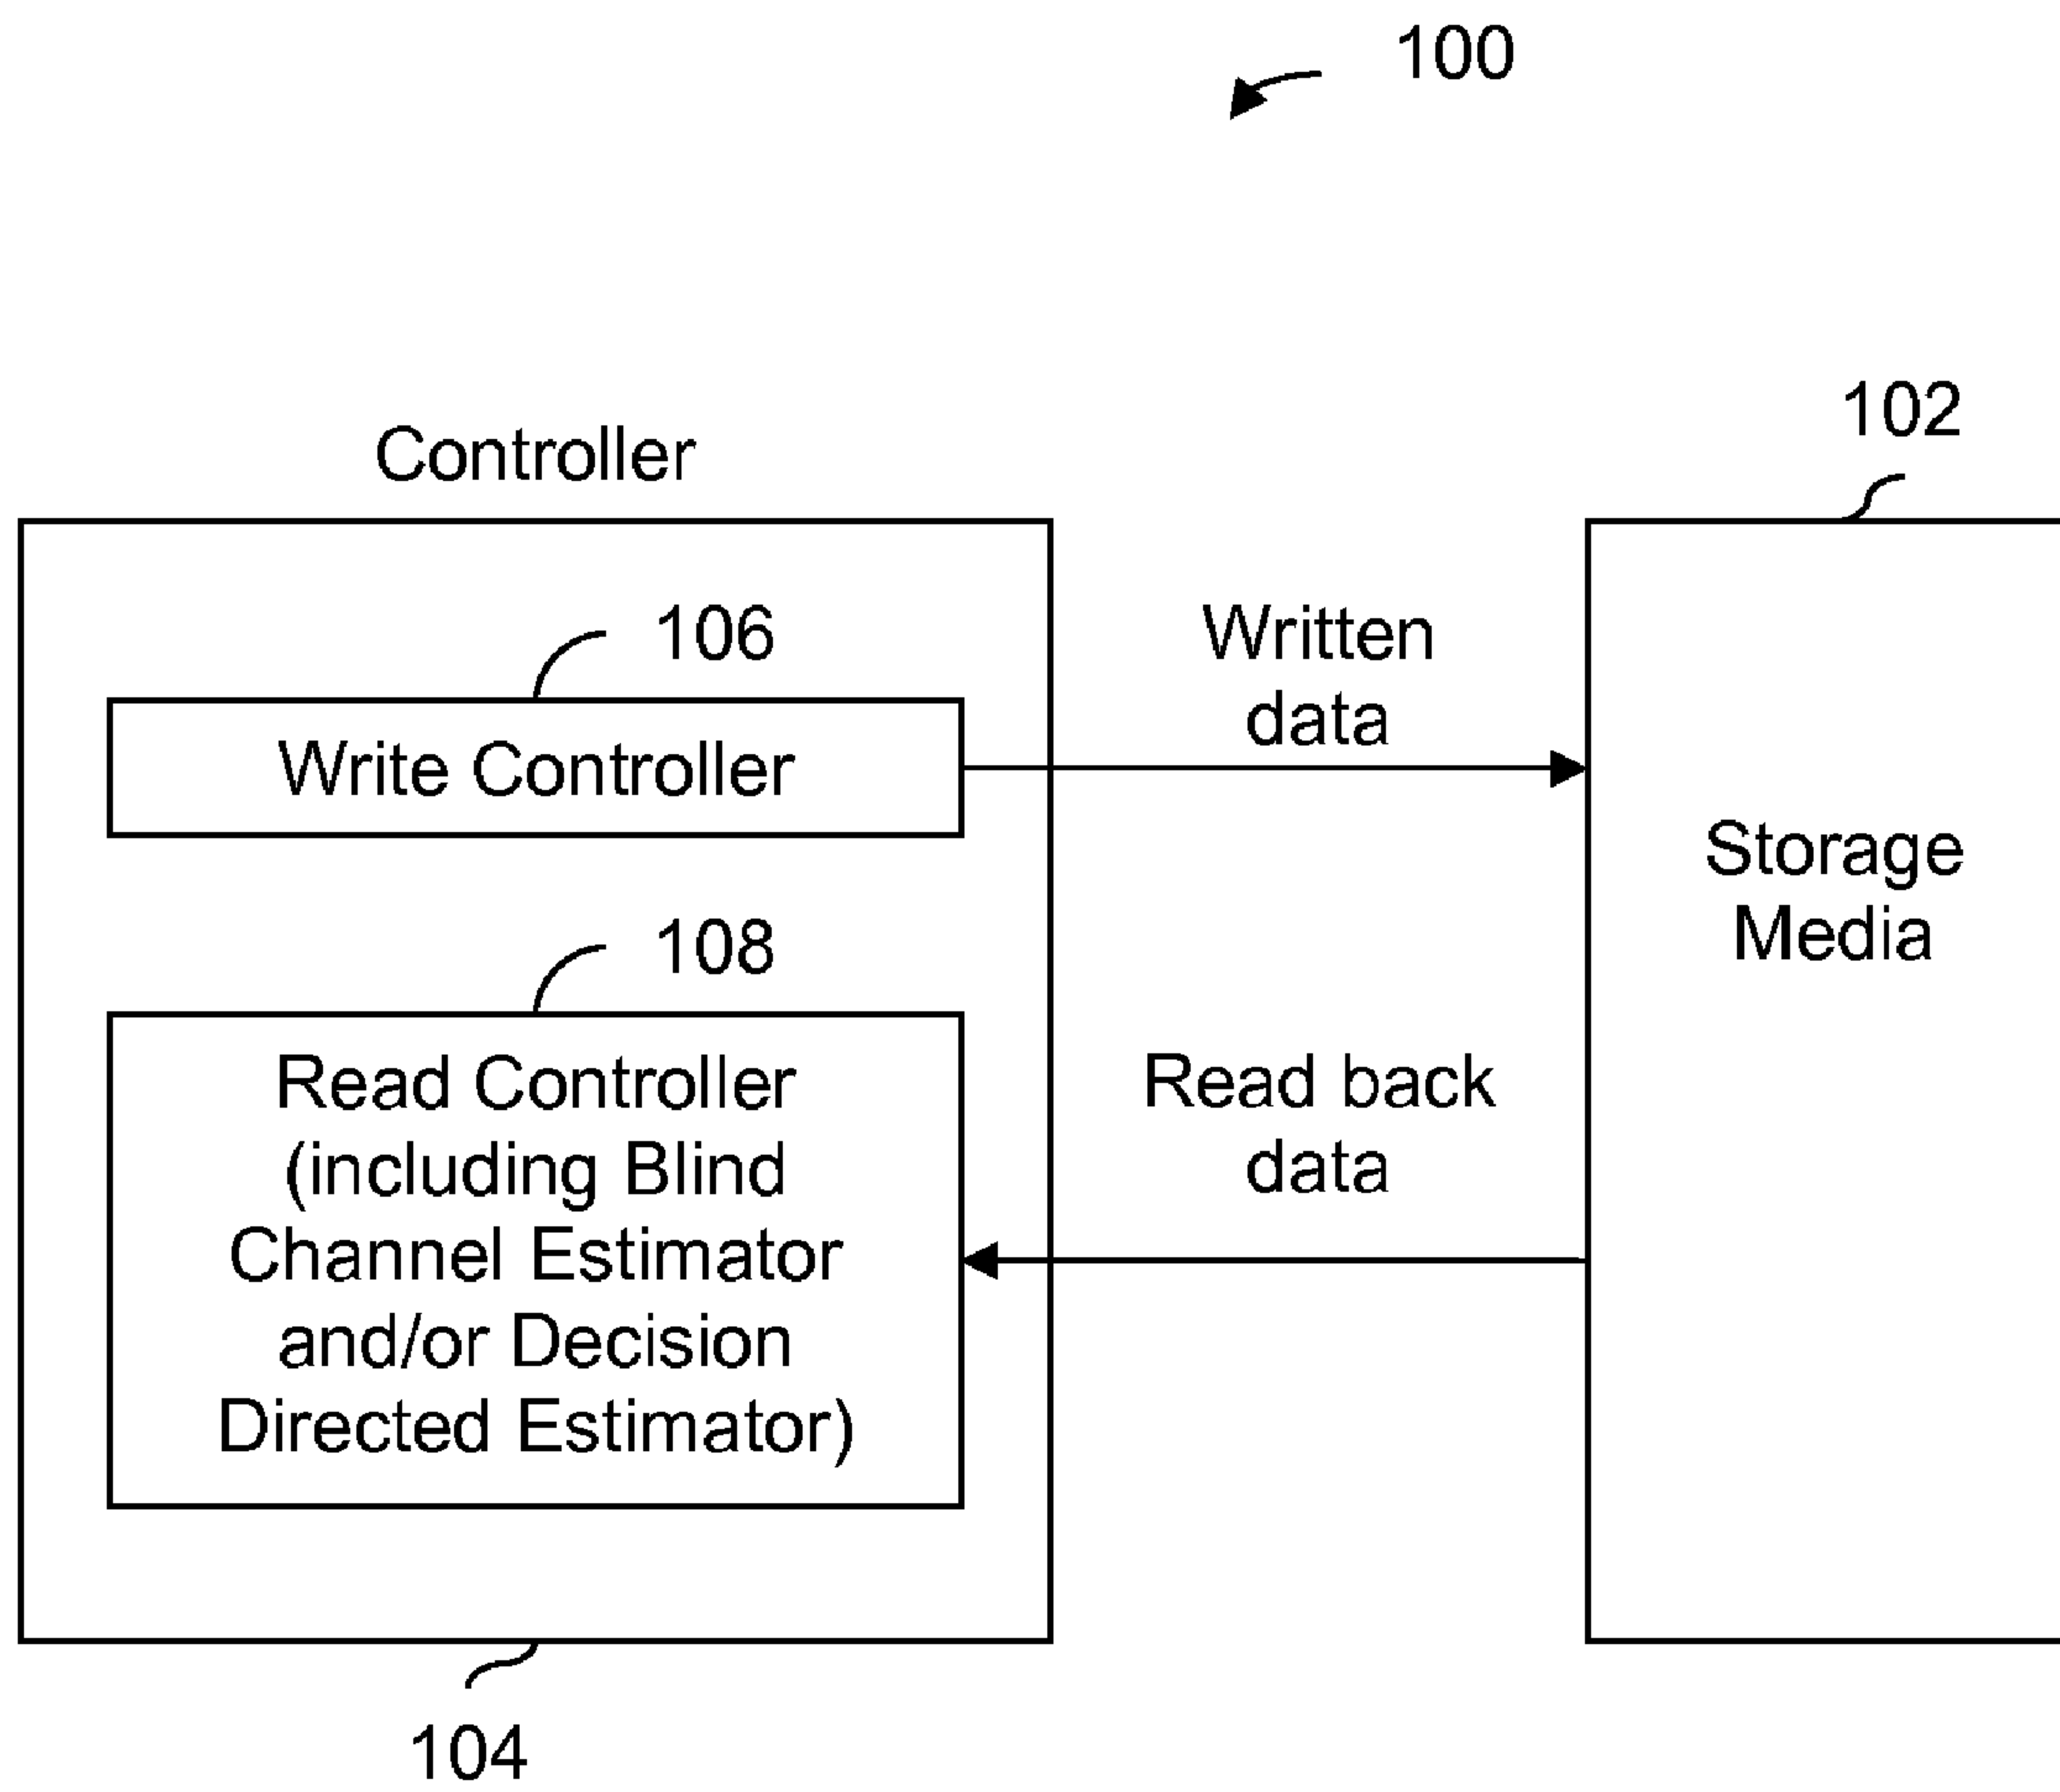 100
102
Controller
106
Written
data
Write Controller
Storage
Media
108
Read Controller
(including Blind
Channel Estimator
and/or Decision
Directed Estimator)
Read back
data
104